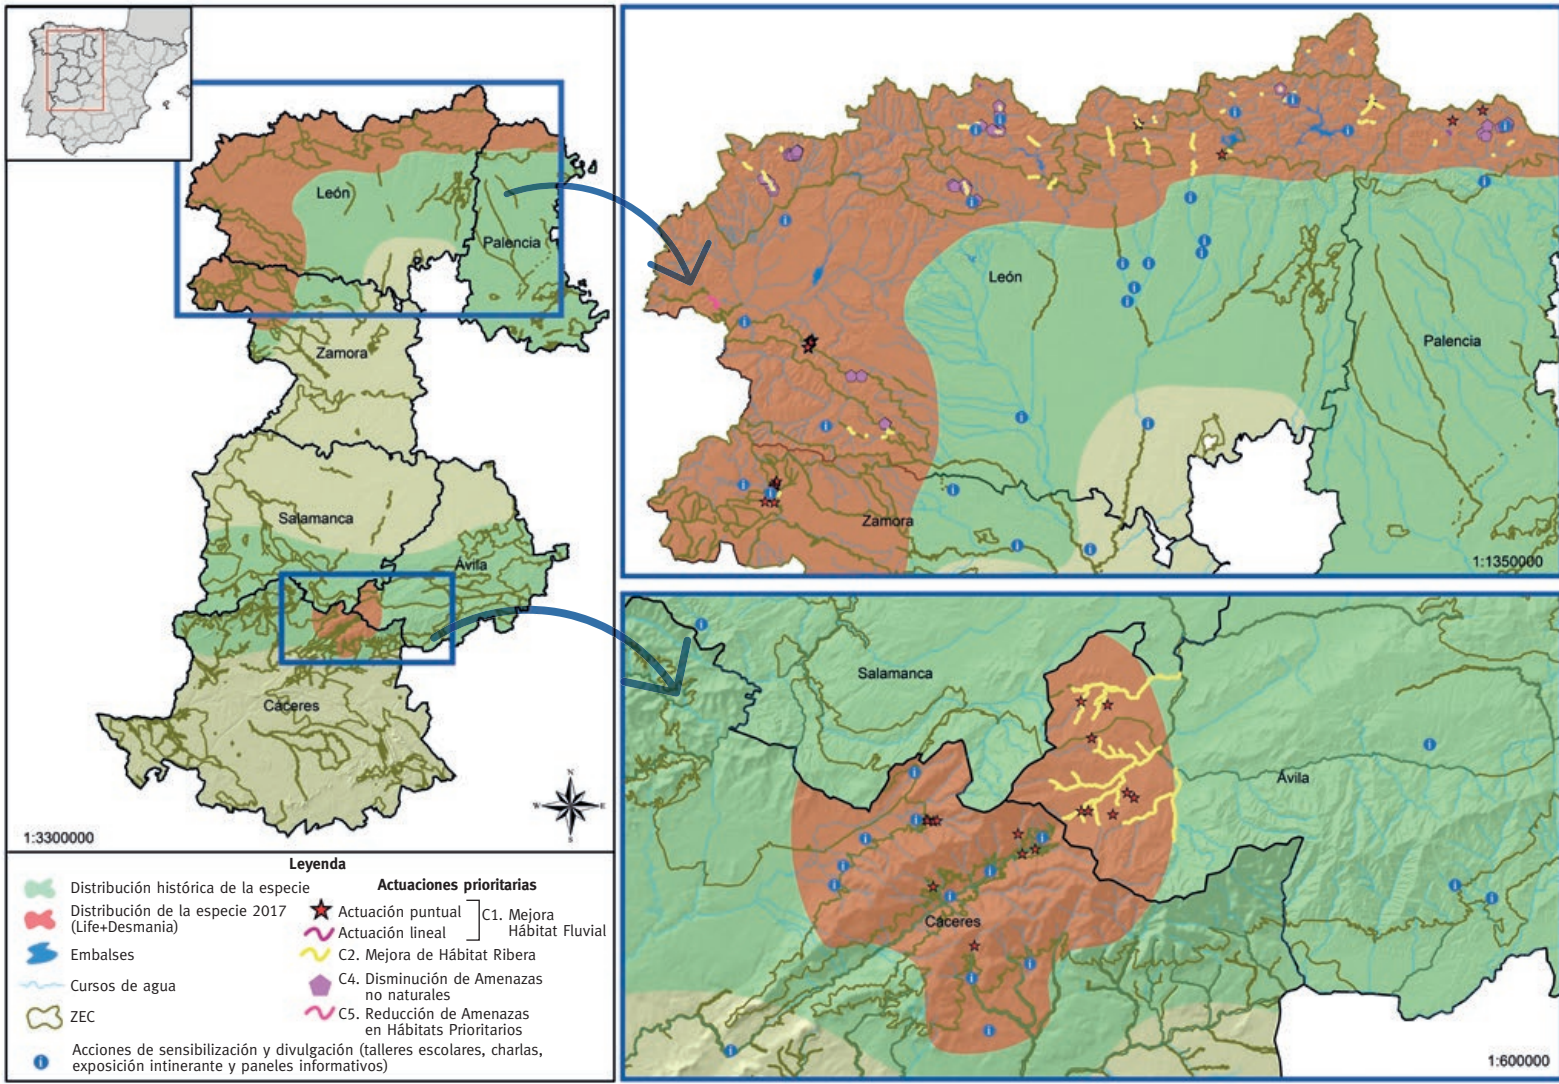 León
Palencia
Zamora
Salamanca
Ávila
Cáceres
N
W
E
S
1:3300000
León
Palencia
Zamora
1:1350000
Salamanca
Ávila
Cáceres
1:600000
Leyenda
Distribución histórica de la especie
Distribución de la especie 2017
(Life+Desmania)
Embalses
Cursos de agua
ZEC
Acciones de sensibilización y divulgación (talleres escolares, charlas,
exposición intinerante y paneles informativos)
Actuaciones prioritarias
Actuación puntual
Actuación lineal
C1. Mejora
Hábitat Fluvial
C2. Mejora de Hábitat Ribera
C4. Disminución de Amenazas
no naturales
C5. Reducción de Amenazas
en Hábitats Prioritarios